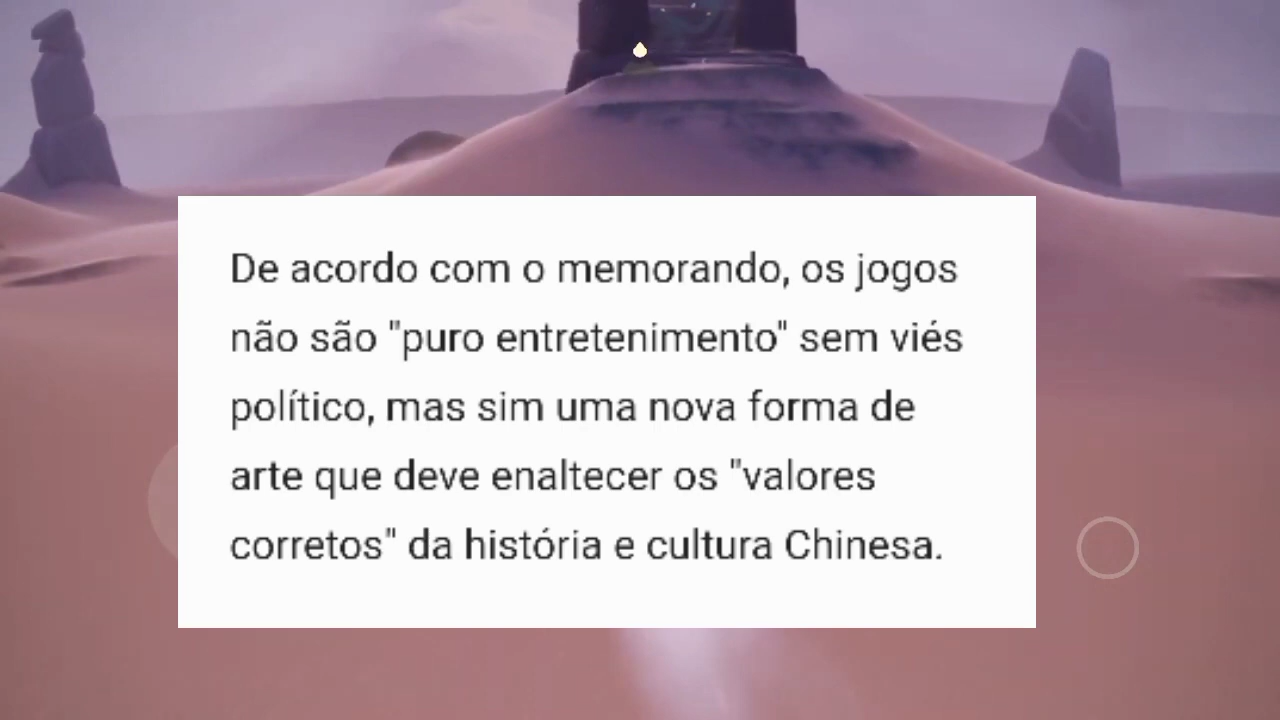 De acordo com o memorando, os jogos
não são "puro entretenimento" sem viés
político, mas sim uma nova forma de
arte que deve enaltecer os "valores
corretos" da história e cultura Chinesa.